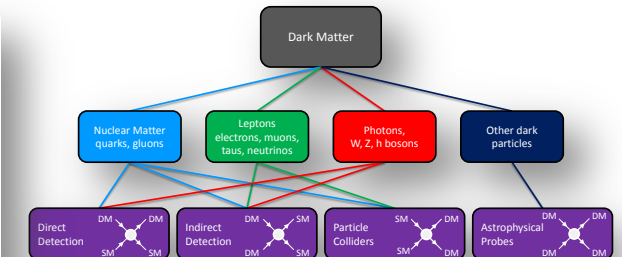 Dark Matter
Nuclear Matter
quarks, gluons
Leptons
electrons, muons,
taus, neutrinos
Photons,
W, Z, h bosons
Other dark
particles
Direct
Detection
DM DM
SM SM
Indirect
Detection
DM SM
DM SM
Particle
Colliders
SM DM
SM DM
Astrophysical
Probes
DM DM
DM DM